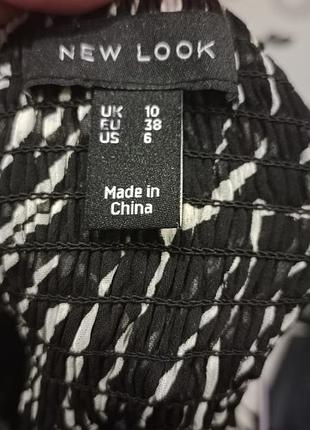 NEW LOOK
UK 10
EU 38
US 6
Made in
China